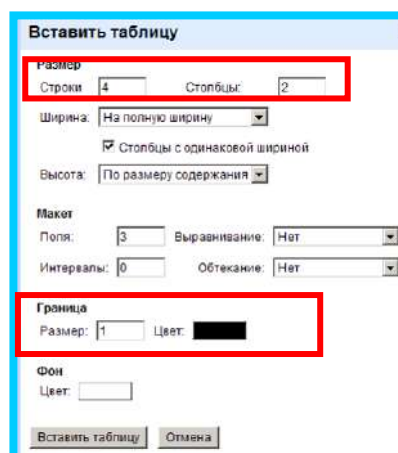 Вставить таблицу
Размер
Строки 4 Столбцы: 2
Ширина: На полную ширину
Столбцы с одинаковой шириной
Высота: По размеру содержания
Макет
Поля: 3 Выравнивание: Нет
Интервалы: 0 Обтекание: Нет
Граница
Размер: 1 Цвет:
Фон
Цвет:
Вставить таблицу Отмена